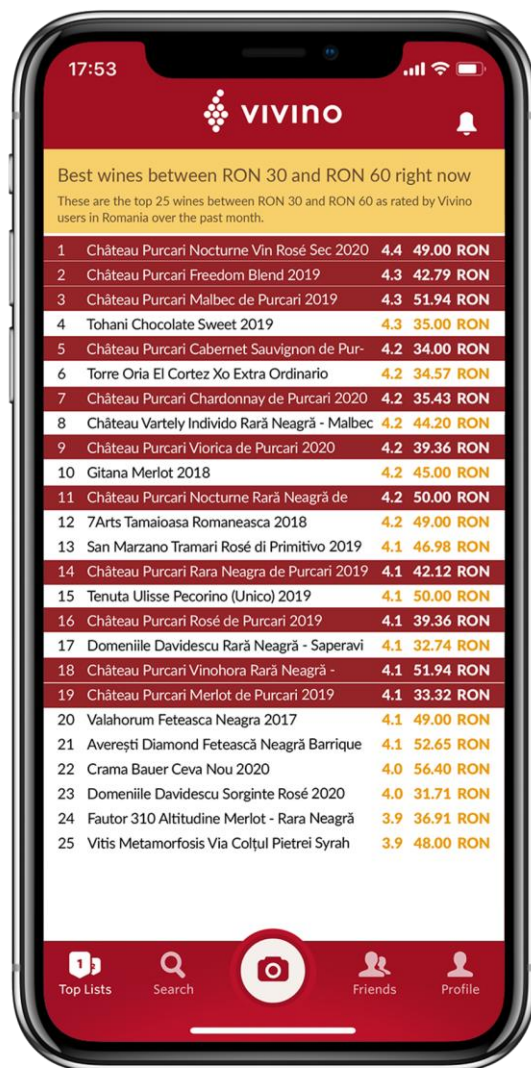 17:53
VIVINO
Best wines between RON 30 and RON 60 right now
These are the top 25 wines between RON 30 and RON 60 as rated by Vivino
users in Romania over the past month.
1 Château Purcari Nocturne Vin Rosé Sec 2020 4.4 49.00 RON
2 Château Purcari Freedom Blend 2019 4.3 42.79 RON
3 Château Purcari Malbec de Purcari 2019 4.3 51.94 RON
4 Tohani Chocolate Sweet 2019 4.3 35.00 RON
5 Château Purcari Cabernet Sauvignon de Pur- 4.2 34.00 RON
6 Torre Oria El Cortez Xo Extra Ordinario 4.2 34.57 RON
7 Château Purcari Chardonnay de Purcari 2020 4.2 35.43 RON
8 Château Vartely Individo Rară Neagră - Malbec 4.2 44.20 RON
9 Château Purcari Viorica de Purcari 2020 4.2 39.36 RON
10 Gitana Merlot 2018 4.2 45.00 RON
11 Château Purcari Nocturne Rară Neagră de 4.2 50.00 RON
12 7Arts Tamaioasa Romaneasca 2018 4.2 49.00 RON
13 San Marzano Tramari Rosé di Primitivo 2019 4.1 46.98 RON
14 Château Purcari Rara Neagra de Purcari 2019 4.1 42.12 RON
15 Tenuta Ulisse Pecorino (Unico) 2019 4.1 50.00 RON
16 Château Purcari Rosé de Purcari 2019 4.1 39.36 RON
17 Domeniile Davidescu Rară Neagră - Saperavi 4.1 32.74 RON
18 Château Purcari Vinohora Rară Neagră - 4.1 51.94 RON
19 Château Purcari Merlot de Purcari 2019 4.1 33.32 RON
20 Valahorum Feteasca Neagra 2017 4.1 49.00 RON
21 Averești Diamond Fetească Neagră Barrique 4.1 52.65 RON
22 Crama Bauer Ceva Nou 2020 4.0 56.40 RON
23 Domeniile Davidescu Sorginte Rosé 2020 4.0 31.71 RON
24 Fautor 310 Altitudine Merlot - Rara Neagră 3.9 36.91 RON
25 Vitis Metamorfosis Via Colțul Pietrei Syrah 3.9 48.00 RON
1 2
Top Lists Search Friends Profile